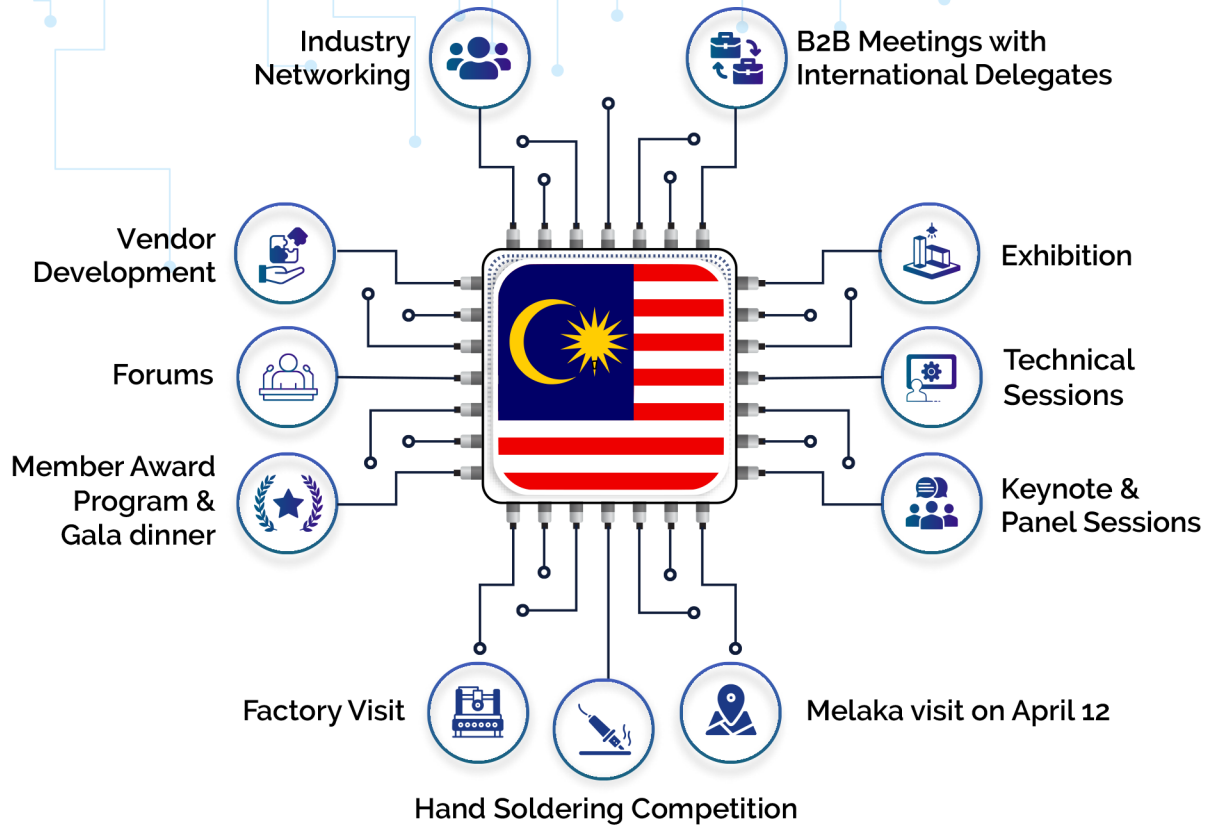 Industry
Networking
B2B Meetings with
International Delegates
Vendor
Development
Exhibition
Forums
Technical
Sessions
Member Award
Program &
Gala dinner
Keynote &
Panel Sessions
Factory Visit
Melaka visit on April 12
Hand Soldering Competition